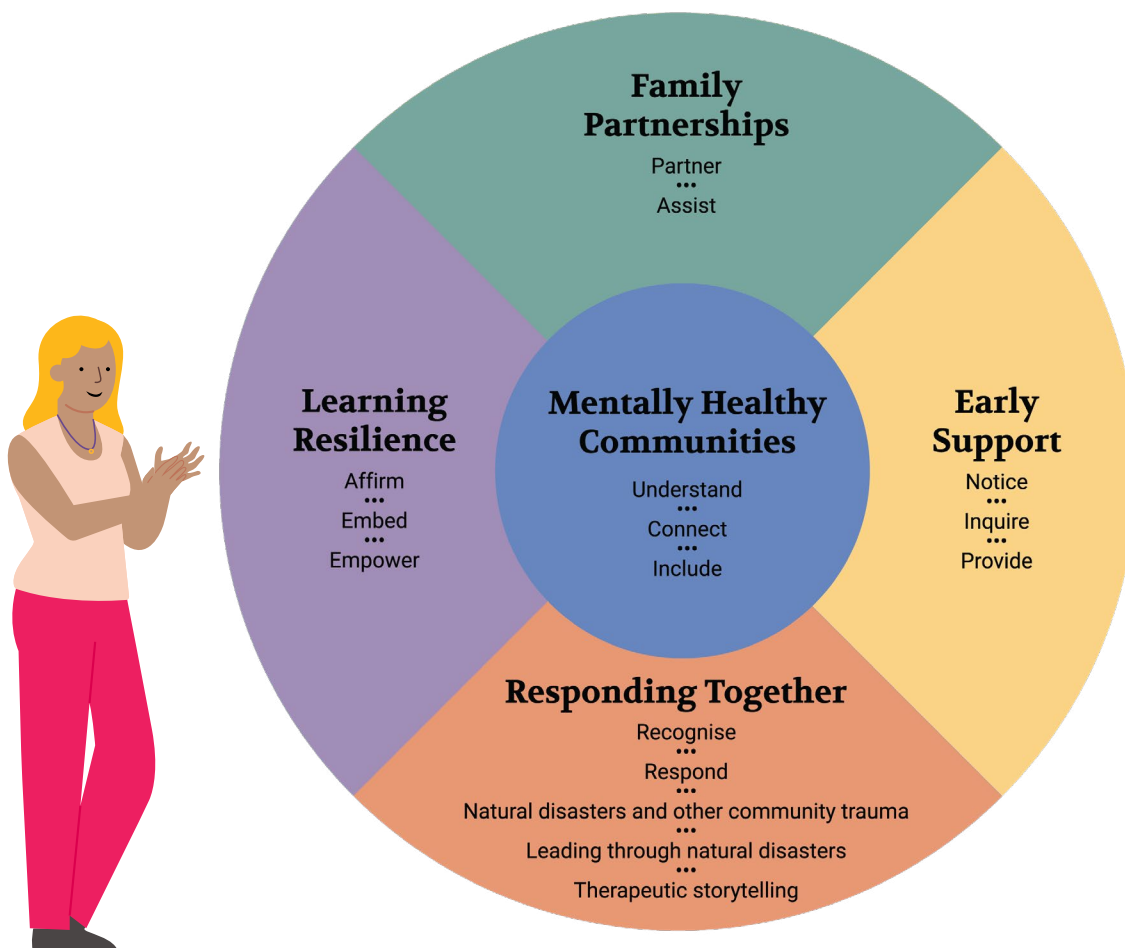 Family
Partnerships
Partner
•••
Assist
Learning
Resilience
Affirm
•••
Embed
•••
Empower
Mentally Healthy
Communities
Understand
•••
Connect
•••
Include
Early
Support
Notice
•••
Inquire
•••
Provide
Responding Together
Recognise
•••
Respond
•••
Natural disasters and other community trauma
•••
Leading through natural disasters
•••
Therapeutic storytelling